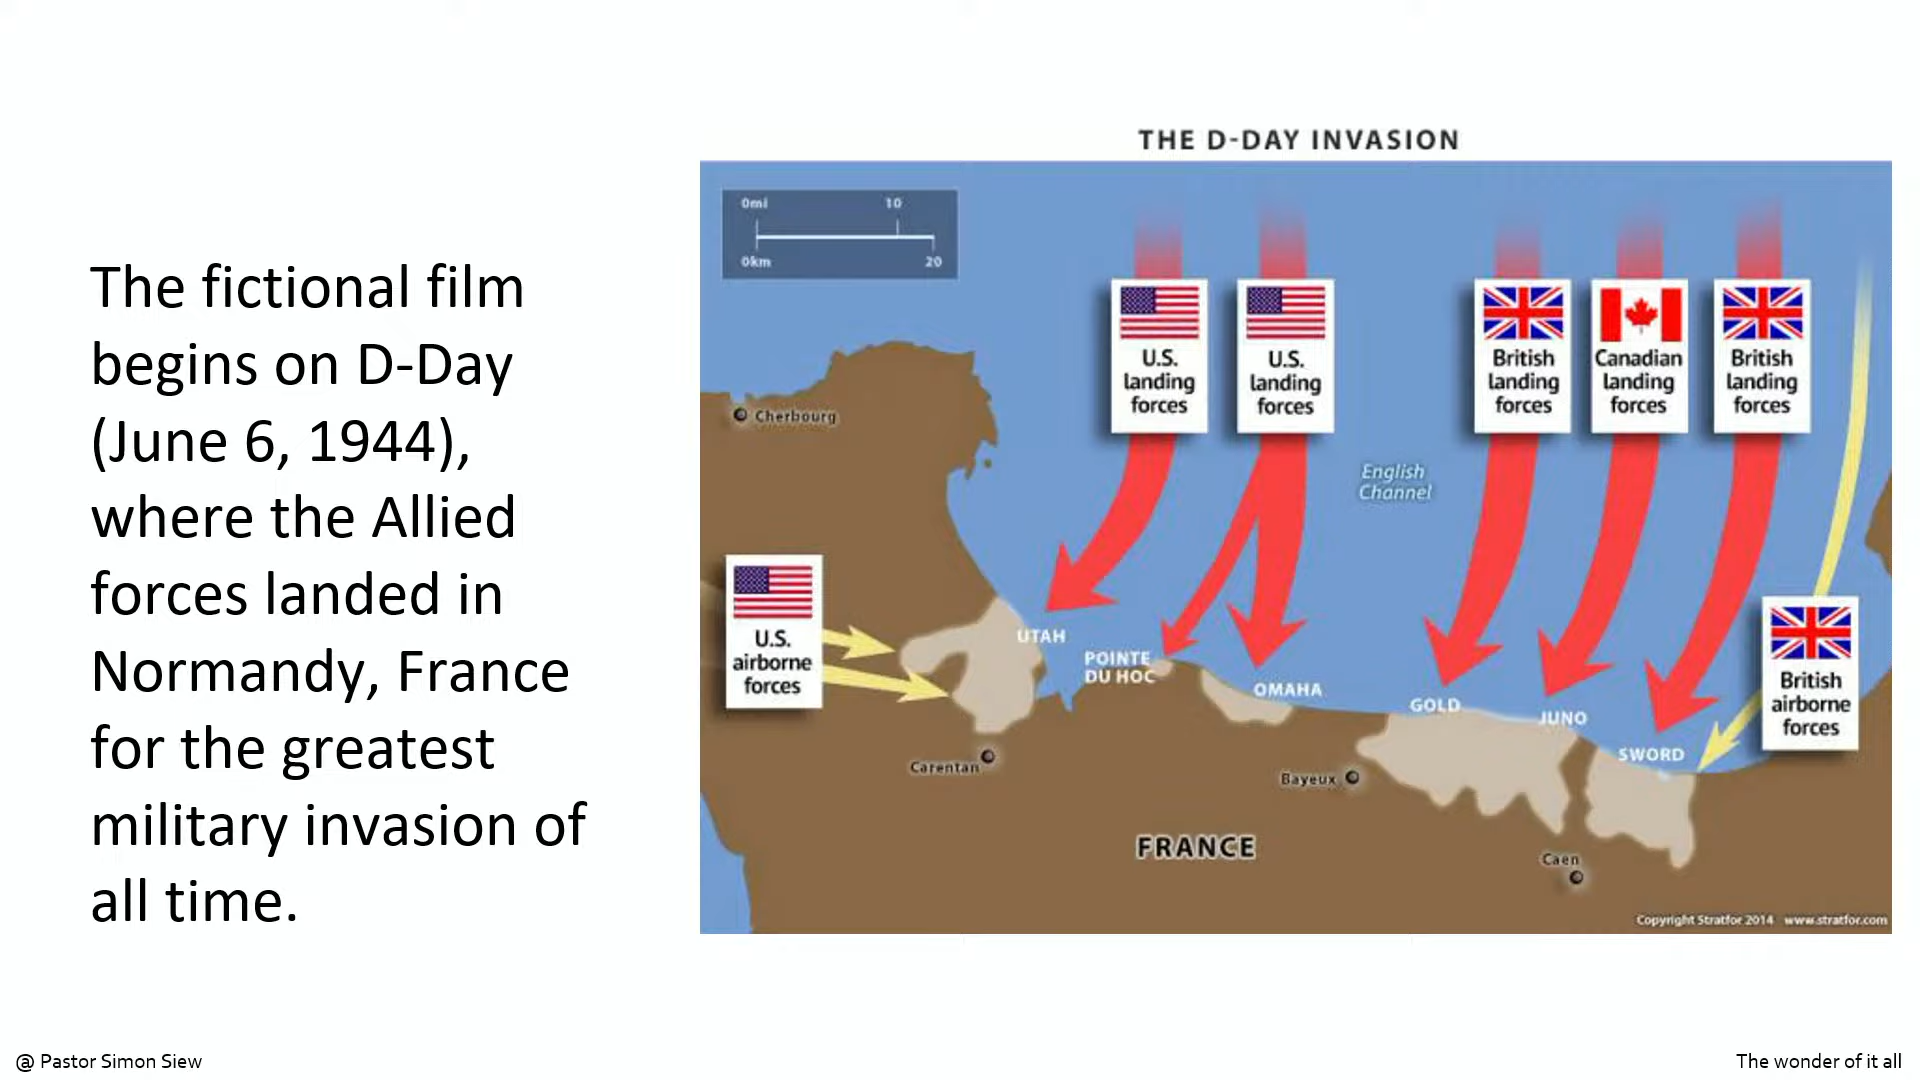 THE D-DAY INVASION
The fictional film
begins on D-Day
(June 6, 1944),
where the Allied
forces landed in
Normandy, France
for the greatest
military invasion of
all time.
0mi 10
0km 20
U.S.
landing
forces
U.S.
landing
forces
British
landing
forces
Canadian
landing
forces
British
landing
forces
Cherbourg
English
Channel
U.S.
airborne
forces
British
airborne
forces
UTAH
POINTE
DU HOC
OMAHA
GOLD
JUNO
SWORD
Carentan
Bayeux
FRANCE
Caen
Copyright Stratfor 2014 www.stratfor.com
@ Pastor Simon Siew
The wonder of it all